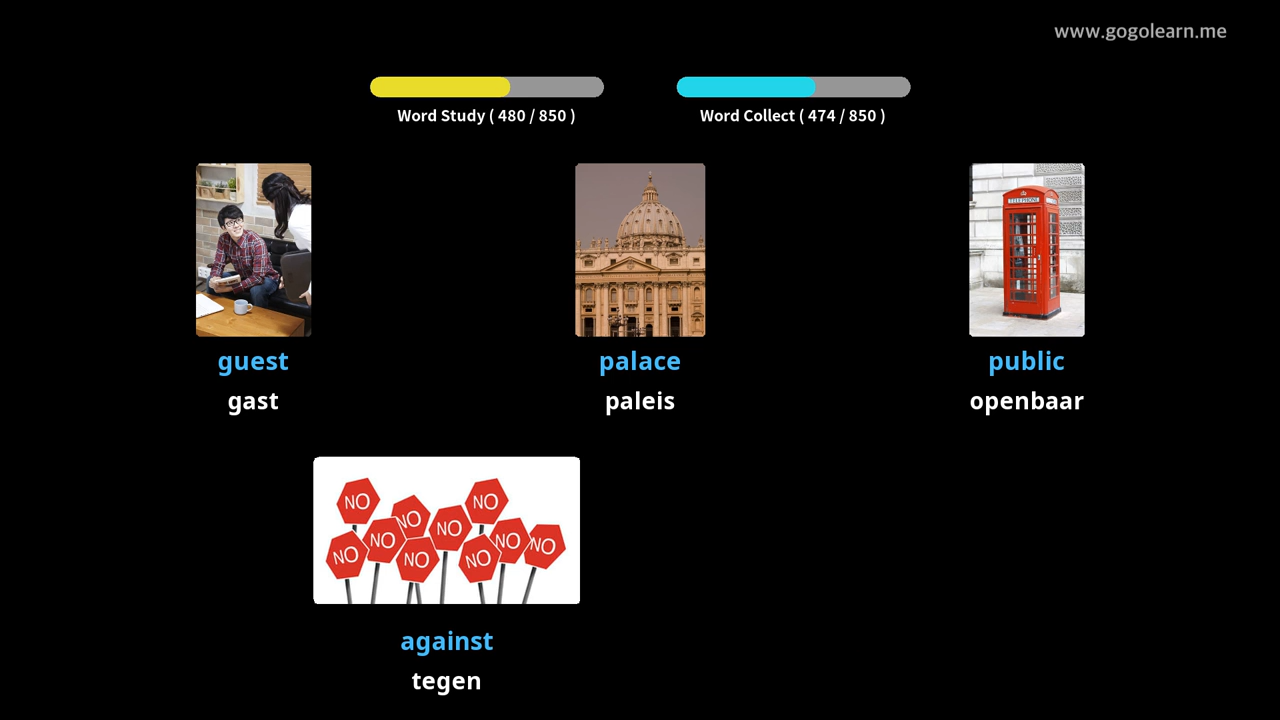 www.gogolearn.me
Word Study ( 480 / 850 )
Word Collect ( 474 / 850 )
TELEPHONE
guest
gast
palace
paleis
public
openbaar
NO
NO
NO
NO
NO
NO
NO
NO
NO
NO
against
tegen